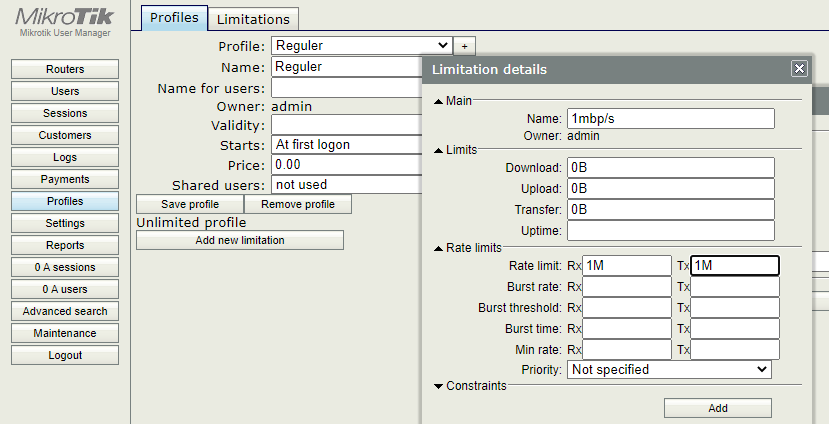 MikroTik
Mikrotik User Manager
Routers
Users
Sessions
Customers
Logs
Payments
Profiles
Settings
Reports
0 A sessions
0 A users
Advanced search
Maintenance
Logout
Profiles Limitations
Profile: Reguler +
Name: Reguler
Name for users:
Owner: admin
Validity:
Starts: At first logon
Price: 0.00
Shared users: not used
Save profile Remove profile
Unlimited profile
Add new limitation
Limitation details
Main
Name: 1mbp/s
Owner: admin
Limits
Download: 0B
Upload: 0B
Transfer: 0B
Uptime:
Rate limits
Rate limit: Rx 1M Tx 1M
Burst rate: Rx Tx
Burst threshold: Rx Tx
Burst time: Rx Tx
Min rate: Rx Tx
Priority: Not specified
Constraints
Add